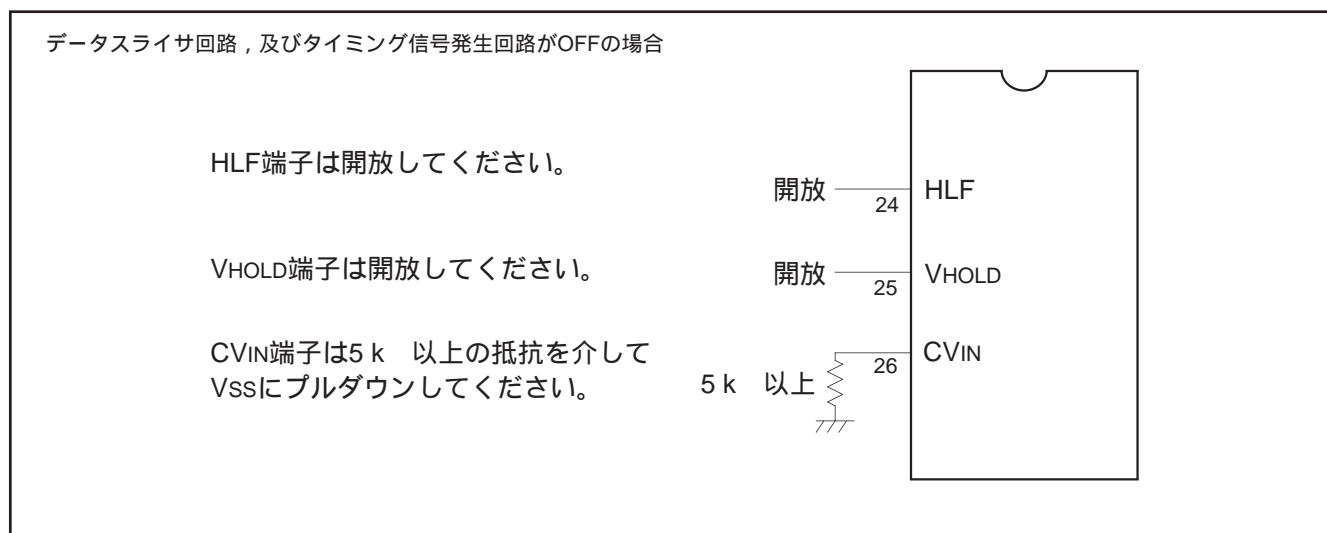 データスライサ回路，及びタイミング信号発生回路がOFFの場合
HLF端子は開放してください。
開放
24
HLF
VHOLD端子は開放してください。
開放
25
VHOLD
CVIN端子は5 k　以上の抵抗を介して
VSSにプルダウンしてください。
5 k　以上
26
CVIN